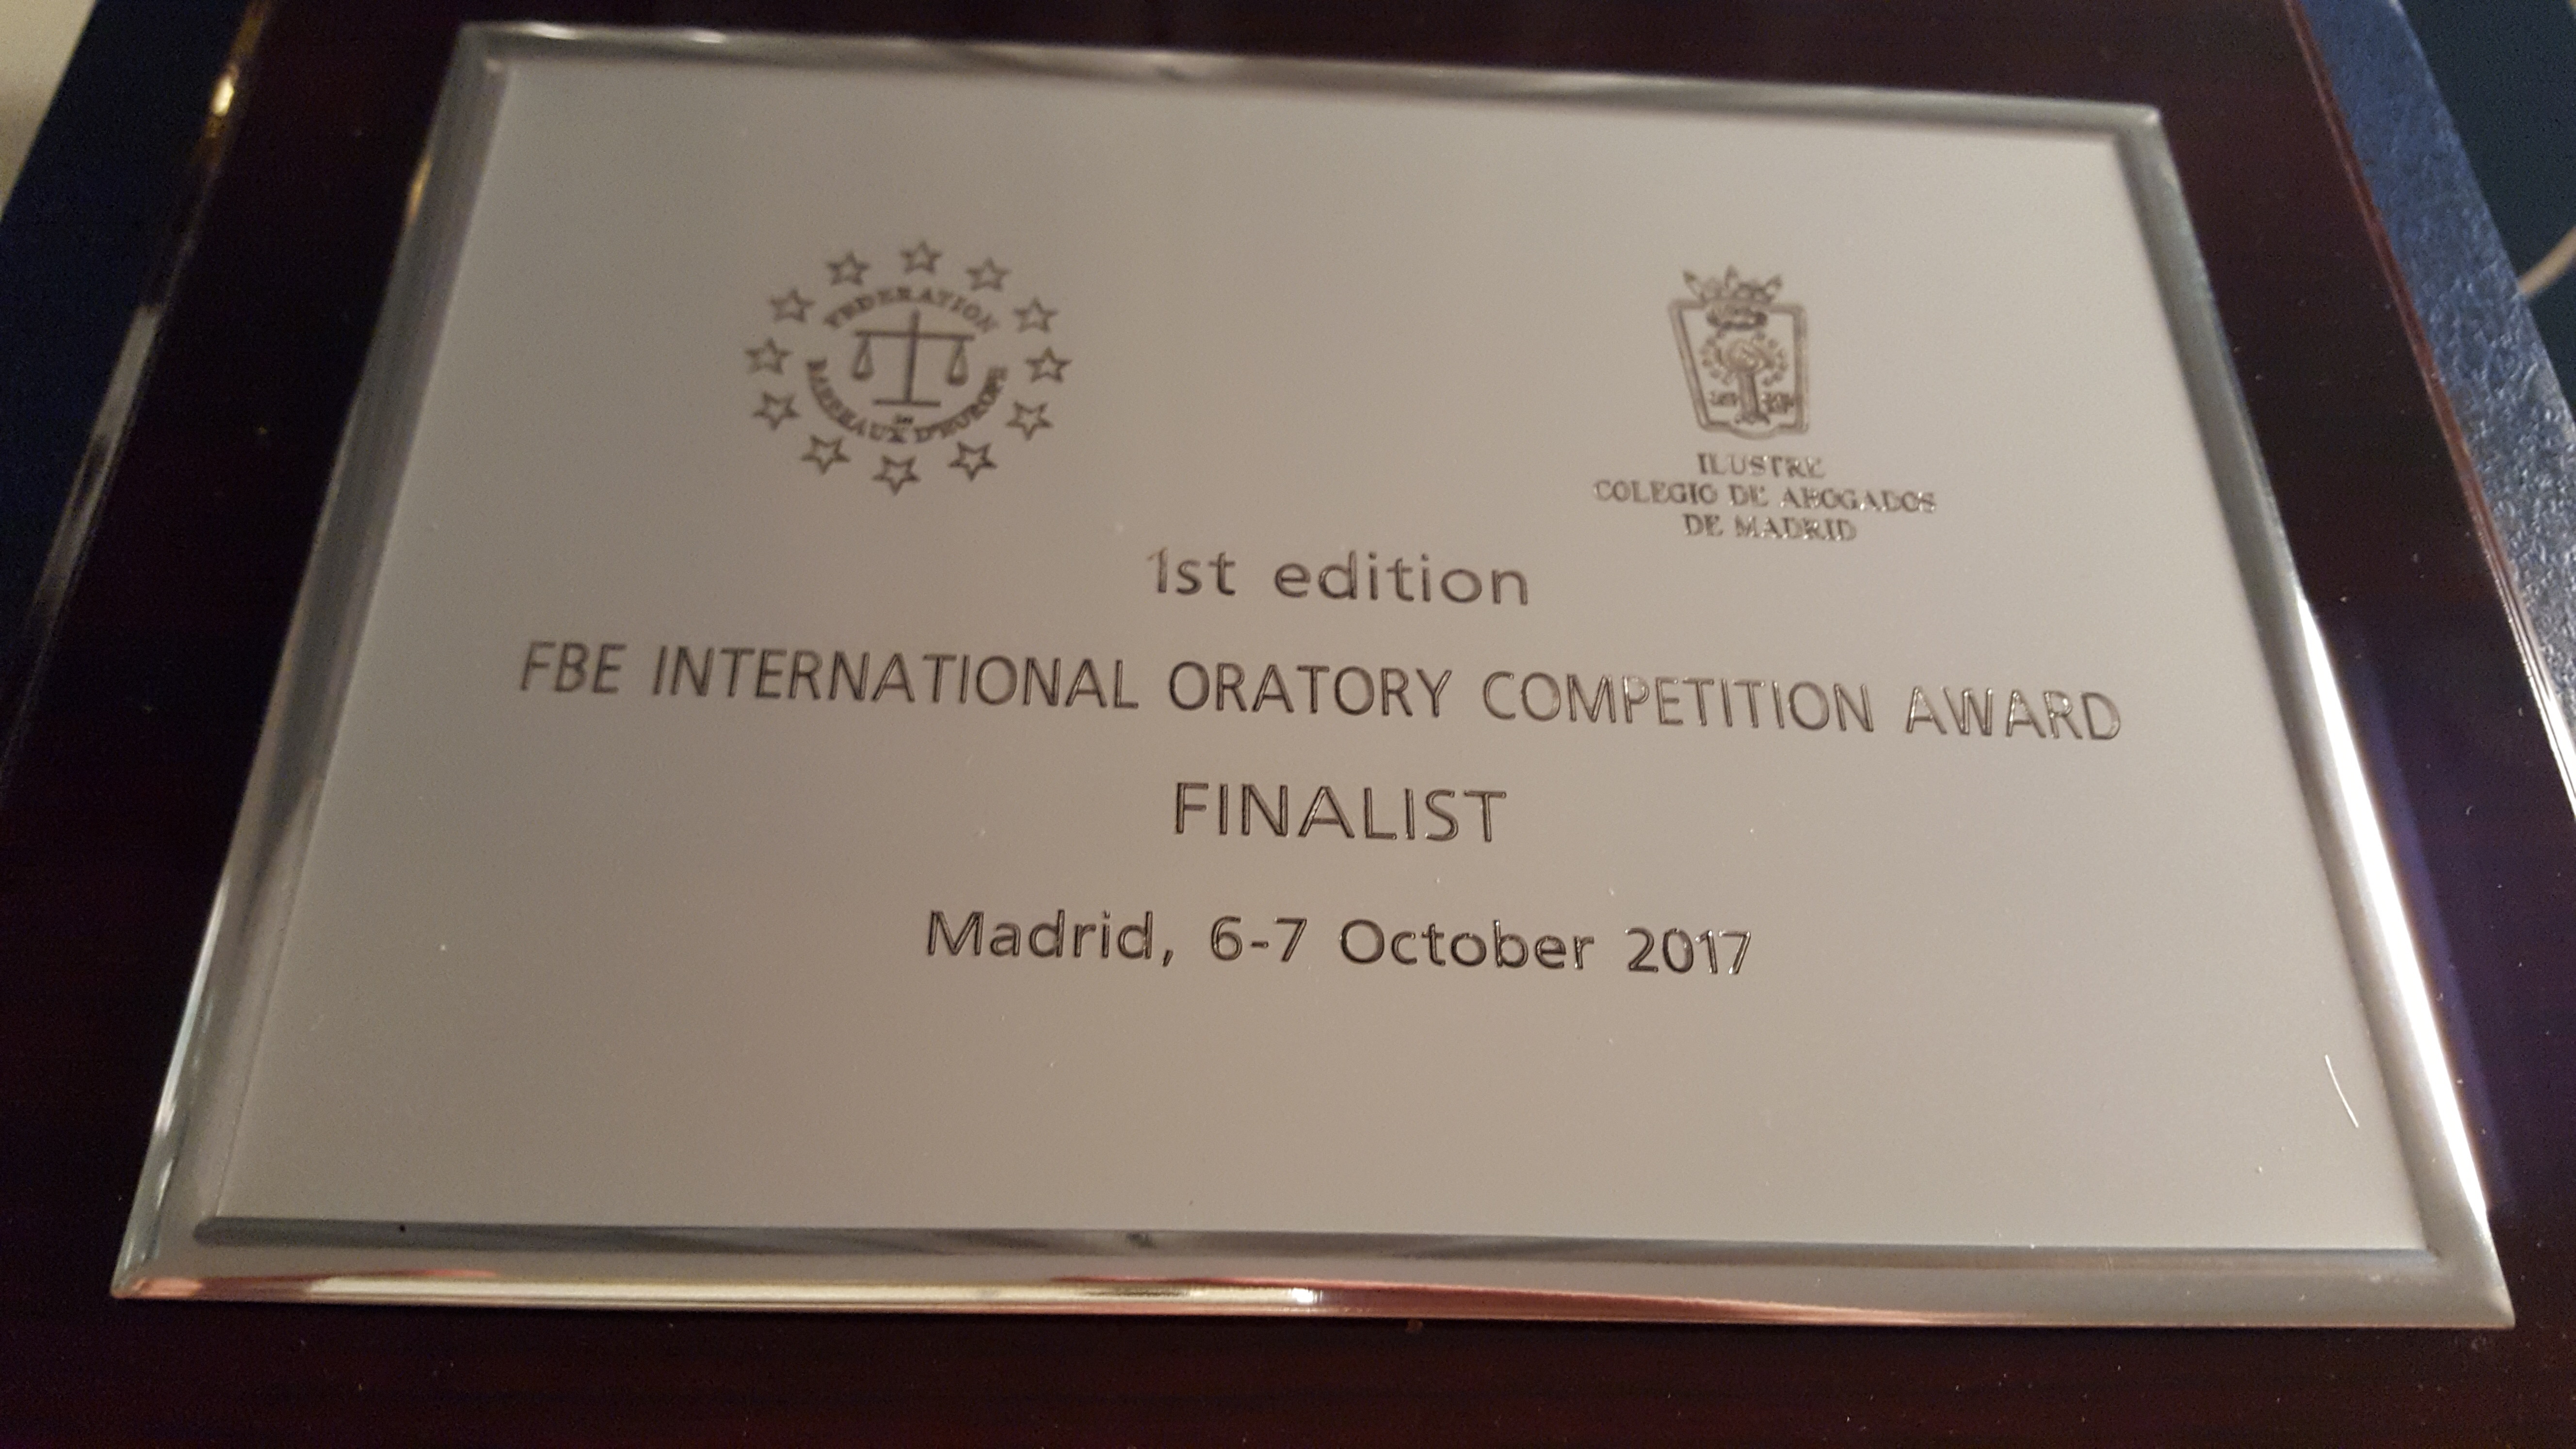 FEDERATION
BARREAUX D'EUROPE
ILUSTRE
COLEGIO DE ABOGADOS
DE MADRID
1st edition
FBE INTERNATIONAL ORATORY COMPETITION AWARD
FINALIST
Madrid, 6-7 October 2017